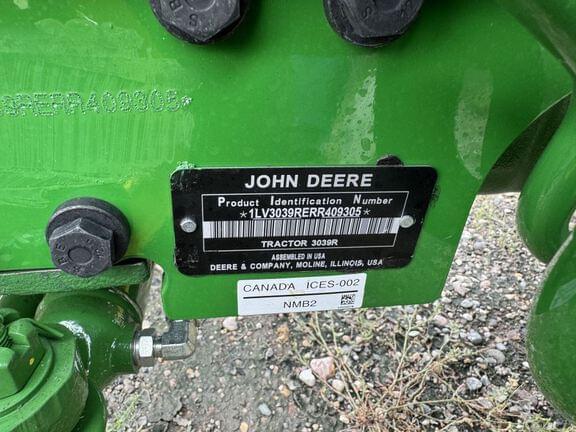 9RERR409305*
JOHN DEERE
Product Identification Number
*1LV3039RERR409305*
TRACTOR 3039R
ASSEMBLED IN USA
DEERE & COMPANY, MOLINE, ILLINOIS, USA
CANADA ICES-002
NMB2